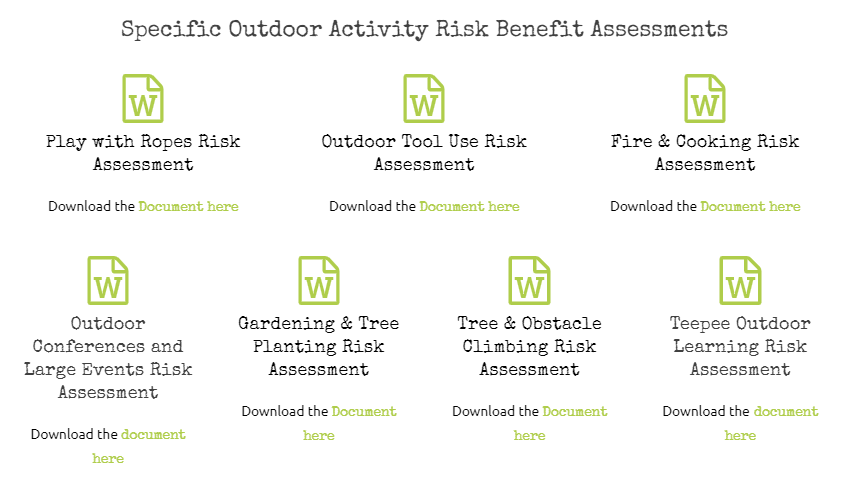 Specific Outdoor Activity Risk Benefit Assessments
W W W
Play with Ropes Risk
Assessment
Download the Document here
Outdoor Tool Use Risk
Assessment
Download the Document here
Fire & Cooking Risk
Assessment
Download the Document here
W W W W
Outdoor
Conferences and
Large Events Risk
Assessment
Download the document
here
Gardening & Tree
Planting Risk
Assessment
Download the Document
here
Tree & Obstacle
Climbing Risk
Assessment
Download the Document
here
Teepee Outdoor
Learning Risk
Assessment
Download the document
here